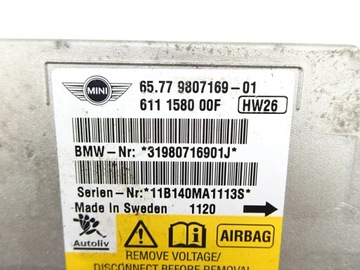 MINI
65.77 9807169-01
611 1580 00F HW26
BMW-Nr: *31980716901J*
Serien-Nr:*11B140MA1113S*
Made in Sweden 1120
Autoliv
AIRBAG
REMOVE VOLTAGE/
DISCONNECT BEFORE REMOVAL